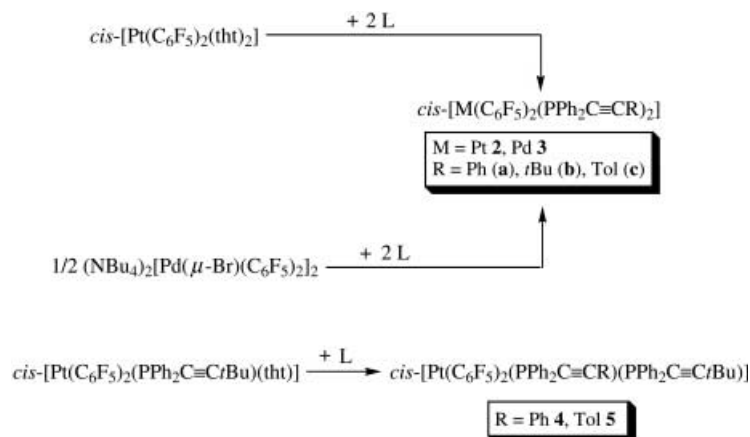 + 2 L
cis-[Pt(C₆F₅)₂(tht)₂]
cis-[M(C₆F₅)₂(PPh₂C≡CR)₂]
M = Pt 2, Pd 3
R = Ph (a), tBu (b), Tol (c)
1/2 (NBu₄)₂[Pd(μ-Br)(C₆F₅)₂]₂
+ 2 L
cis-[Pt(C₆F₅)₂(PPh₂C≡CtBu)(tht)]
+ L
cis-[Pt(C₆F₅)₂(PPh₂C≡CR)(PPh₂C≡CtBu)]
R = Ph 4, Tol 5